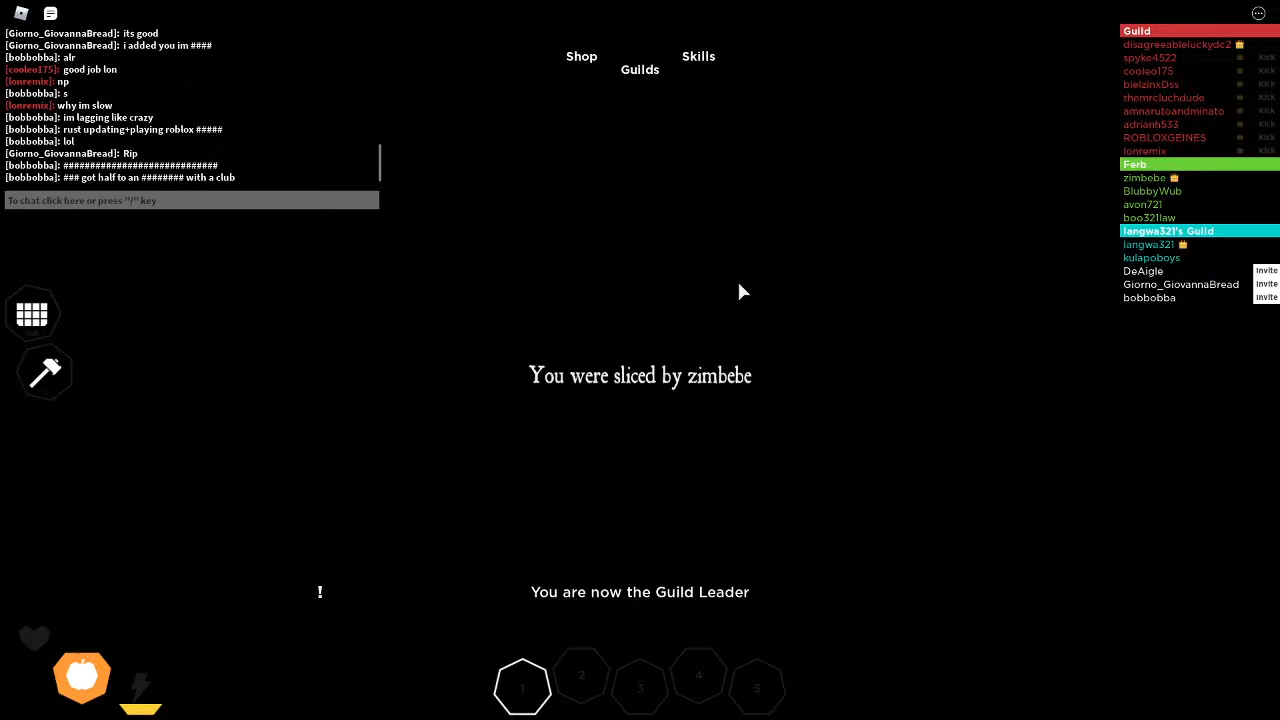 [Giorno_GiovannaBread]: its good
[Giorno_GiovannaBread]: i added you im ####
[bobbobba]: alr
[cooleo175]: good job lon
[lonremix]: np
[bobbobba]: s
[lonremix]: why im slow
[bobbobba]: im lagging like crazy
[bobbobba]: rust updating+playing roblox #####
[bobbobba]: lol
[Giorno_GiovannaBread]: Rip
[bobbobba]: ############################
[bobbobba]: ### got half to an ######## with a club
To chat click here or press "/" key
Shop
Skills
Guilds
Guild
disagreeableluckydc2
spyke4522 Kick
cooleo175 Kick
bielzinxDss Kick
themrcluchdude Kick
amnarutoandminato Kick
adrianh533 Kick
ROBLOXGEINES Kick
lonremix Kick
Ferb
zimbebe
BlubbyWub
avon721
boo321law
langwa321's Guild
langwa321
kulapoboys
DeAigle Invite
Giorno_GiovannaBread Invite
bobbobba Invite
You were sliced by zimbebe
! You are now the Guild Leader
1 2 3 4 5